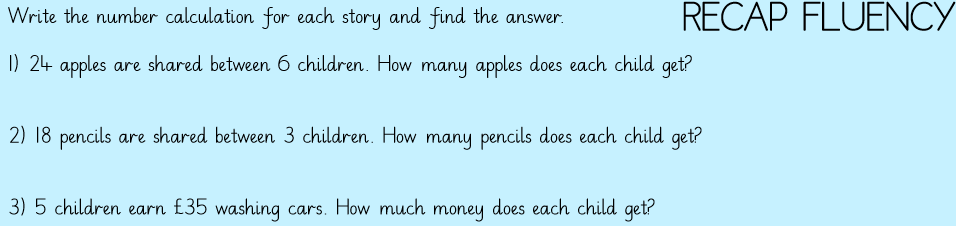 Write the number calculation for each story and find the answer.
RECAP FLUENCY
1) 24 apples are shared between 6 children. How many apples does each child get?
2) 18 pencils are shared between 3 children. How many pencils does each child get?
3) 5 children earn £35 washing cars. How much money does each child get?